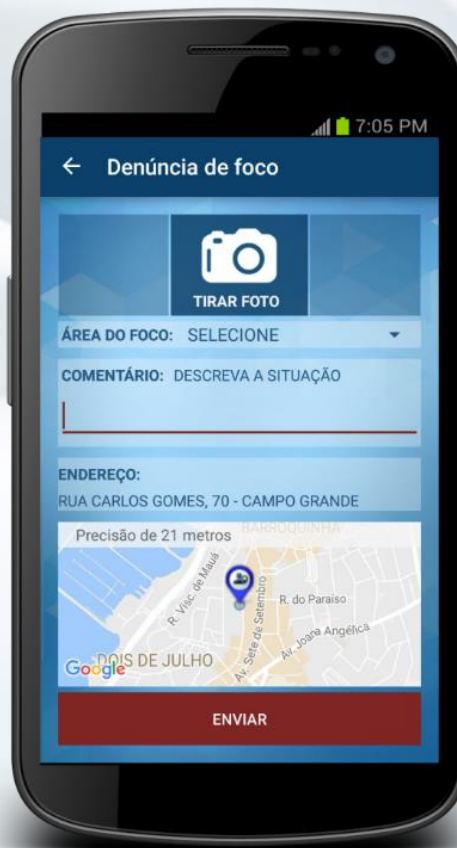 7:05 PM
Denúncia de foco
TIRAR FOTO
ÁREA DO FOCO: SELECIONE
COMENTÁRIO: DESCREVA A SITUAÇÃO
ENDEREÇO:
RUA CARLOS GOMES, 70 - CAMPO GRANDE
BARROQUINHA
Precisão de 21 metros
R. Visc. de Mauá
R. do Paraíso
Av. Sete de Setembro
Av. Joana Angélica
DOIS DE JULHO
Google
ENVIAR